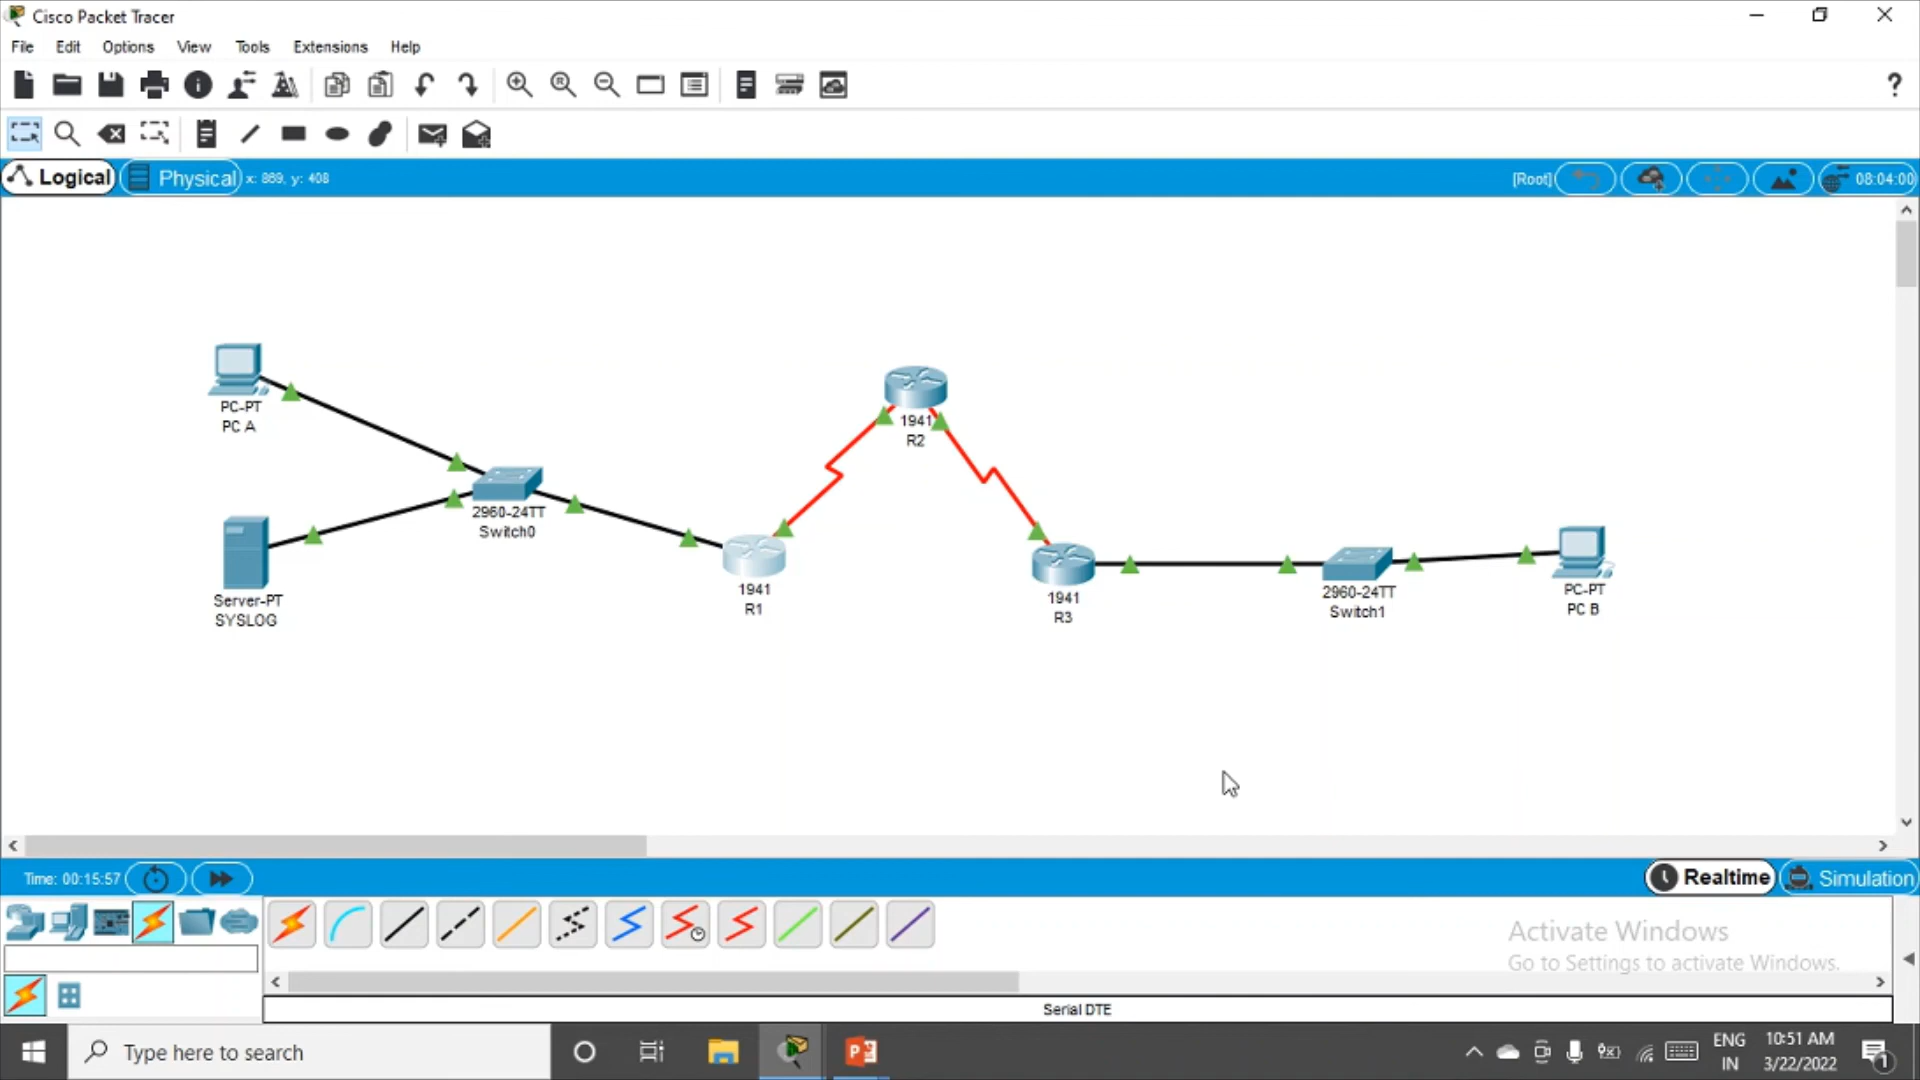 Cisco Packet Tracer
File Edit Options View Tools Extensions Help
?
Logical Physical x: 869, y: 408 [Root] 08:04:00
PC-PT
PC A
1941
R2
2960-24TT
Switch0
Server-PT
SYSLOG
1941
R1
1941
R3
2960-24TT
Switch1
PC-PT
PC B
Time: 00:15:57 Realtime Simulation
Activate Windows
Go to Settings to activate Windows.
Serial DTE
Type here to search
ENG
IN
10:51 AM
3/22/2022
1